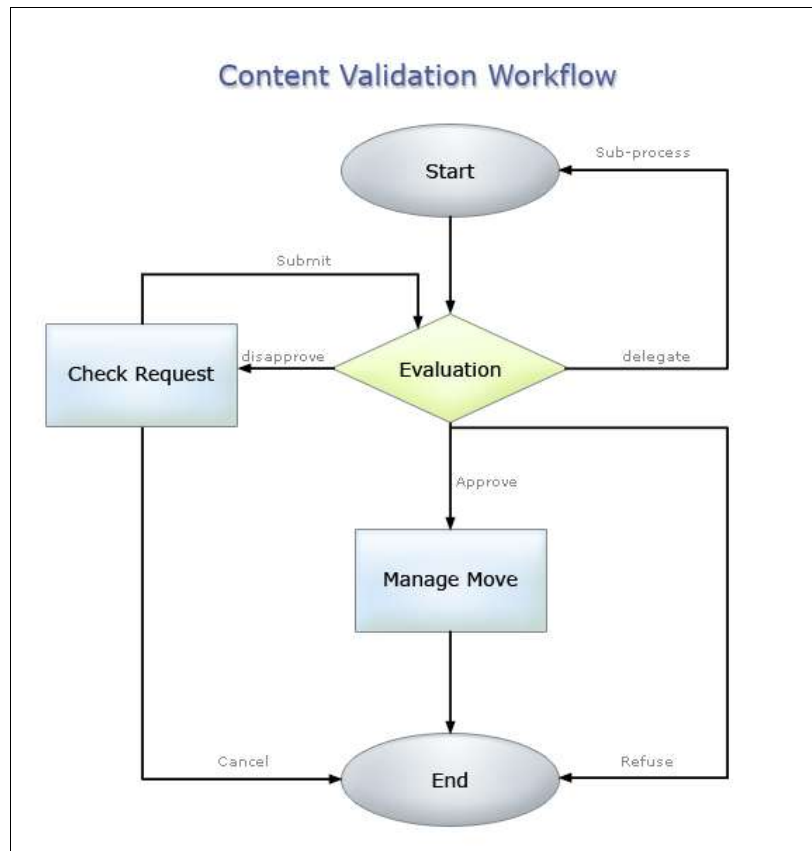 Content Validation Workflow
Sub-process
Start
Submit
Check Request
disapprove
Evaluation
delegate
Approve
Manage Move
Cancel
End
Refuse